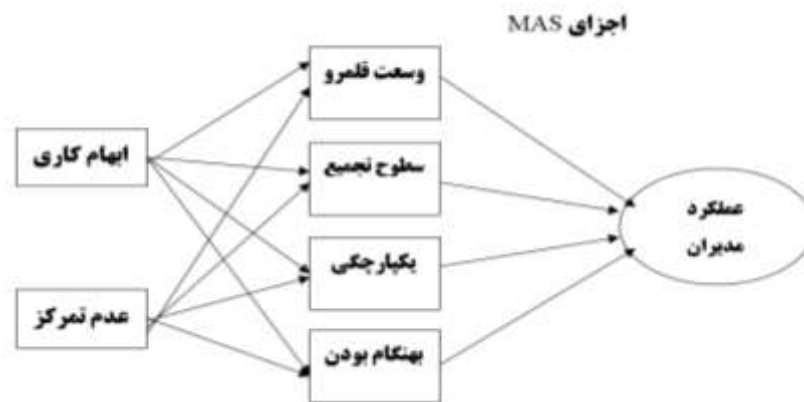 اجزای MAS
وسعت قلمرو
ابهام کاری
سطوح تجمیع
عملکرد
مدیران
یکپارچگی
عدم تمرکز
بهنگام بودن